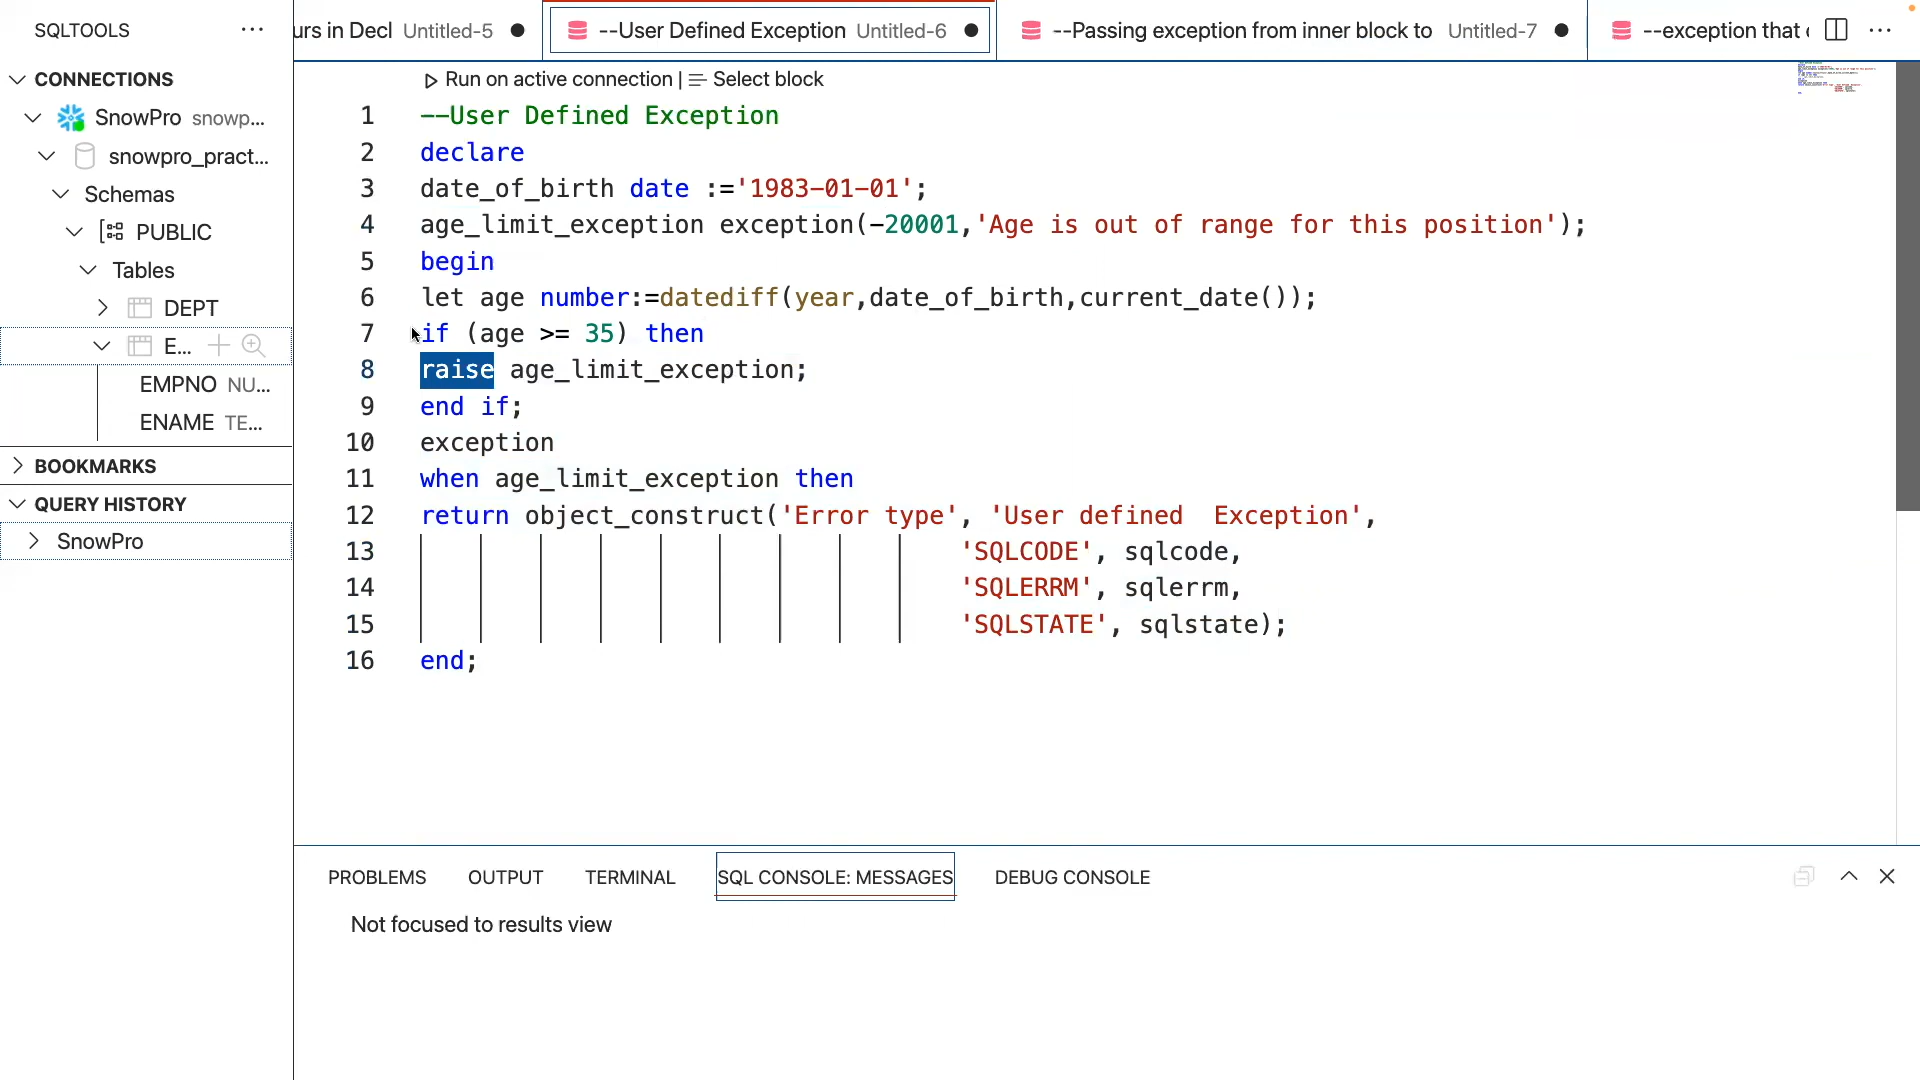 SQLTOOLS
urs in Decl Untitled-5
--User Defined Exception Untitled-6
--Passing exception from inner block to Untitled-7
--exception that
CONNECTIONS
SnowPro snowp...
snowpro_pract...
Schemas
PUBLIC
Tables
DEPT
E...
EMPNO NU...
ENAME TE...
BOOKMARKS
QUERY HISTORY
SnowPro
Run on active connection | Select block
1 --User Defined Exception
2 declare
3 date_of_birth date :='1983-01-01';
4 age_limit_exception exception(-20001,'Age is out of range for this position');
5 begin
6 let age number:=datediff(year,date_of_birth,current_date());
7 if (age >= 35) then
8 raise age_limit_exception;
9 end if;
10 exception
11 when age_limit_exception then
12 return object_construct('Error type', 'User defined  Exception',
13 'SQLCODE', sqlcode,
14 'SQLERRM', sqlerrm,
15 'SQLSTATE', sqlstate);
16 end;
PROBLEMS OUTPUT TERMINAL SQL CONSOLE: MESSAGES DEBUG CONSOLE
Not focused to results view